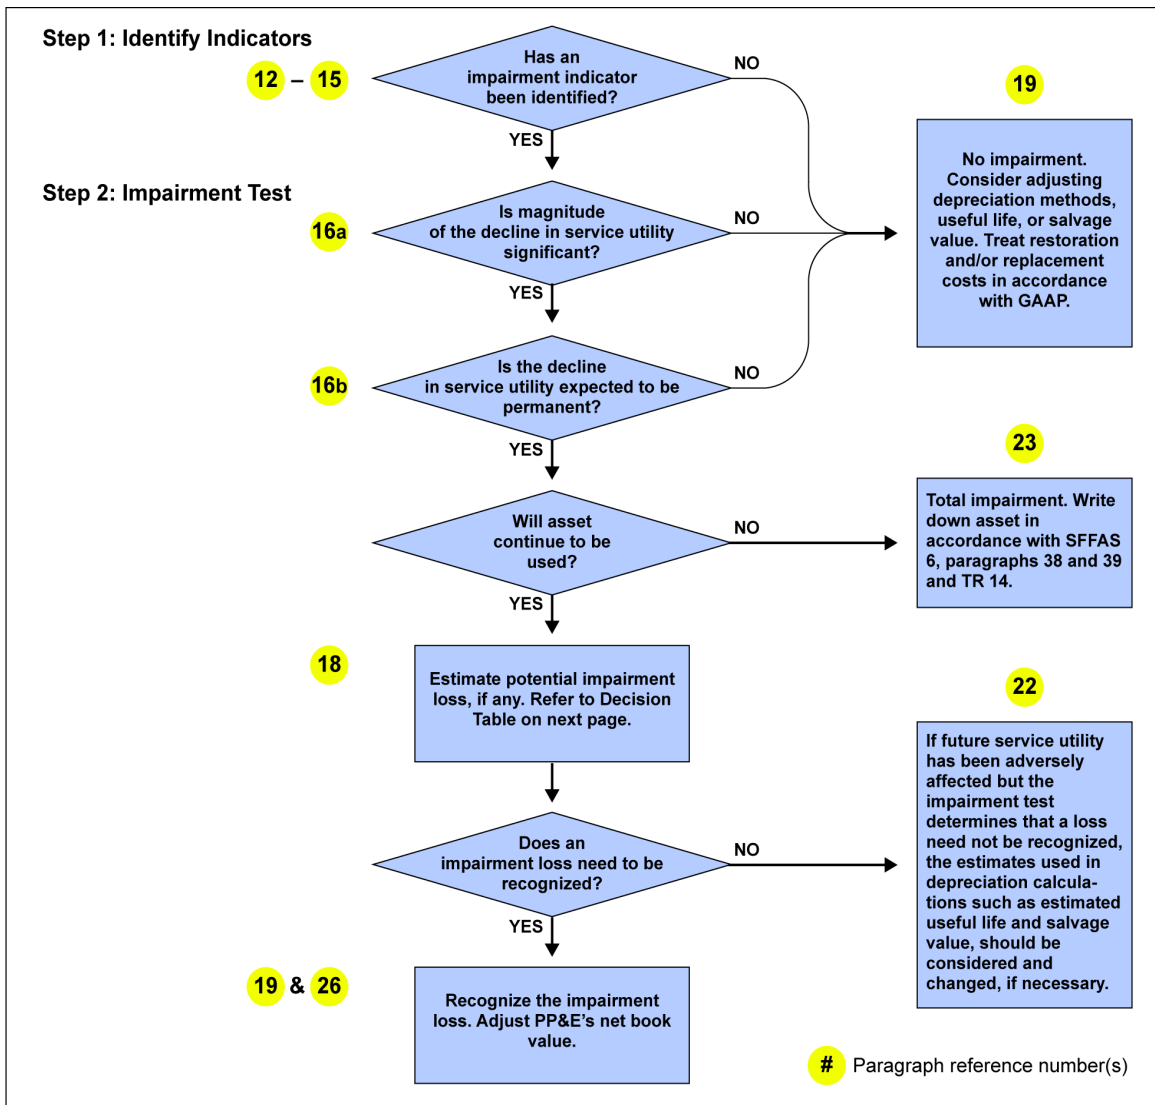 Step 1: Identify Indicators
12 – 15
Has an
impairment indicator
been identified?
NO
YES
19
No impairment.
Consider adjusting
depreciation methods,
useful life, or salvage
value. Treat restoration
and/or replacement
costs in accordance
with GAAP.
Step 2: Impairment Test
16a
Is magnitude
of the decline in service utility
significant?
NO
YES
16b
Is the decline
in service utility expected to be
permanent?
NO
YES
Will asset
continue to be
used?
NO
YES
23
Total impairment. Write
down asset in
accordance with SFFAS
6, paragraphs 38 and 39
and TR 14.
18
Estimate potential impairment
loss, if any. Refer to Decision
Table on next page.
Does an
impairment loss need to be
recognized?
NO
YES
22
If future service utility
has been adversely
affected but the
impairment test
determines that a loss
need not be recognized,
the estimates used in
depreciation calcula-
tions such as estimated
useful life and salvage
value, should be
considered and
changed, if necessary.
19 & 26
Recognize the impairment
loss. Adjust PP&E’s net book
value.
# Paragraph reference number(s)